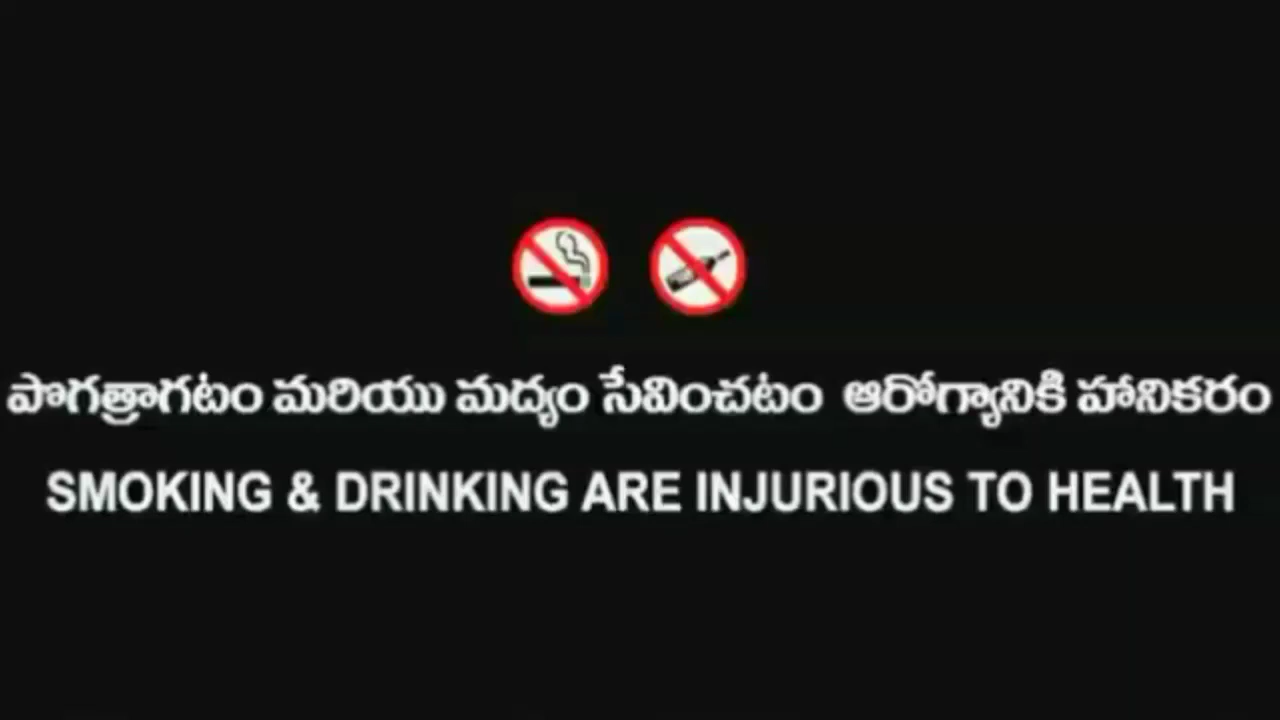 పొగత్రాగటం మరియు మద్యం సేవించటం ఆరోగ్యానికి హానికరం
SMOKING & DRINKING ARE INJURIOUS TO HEALTH